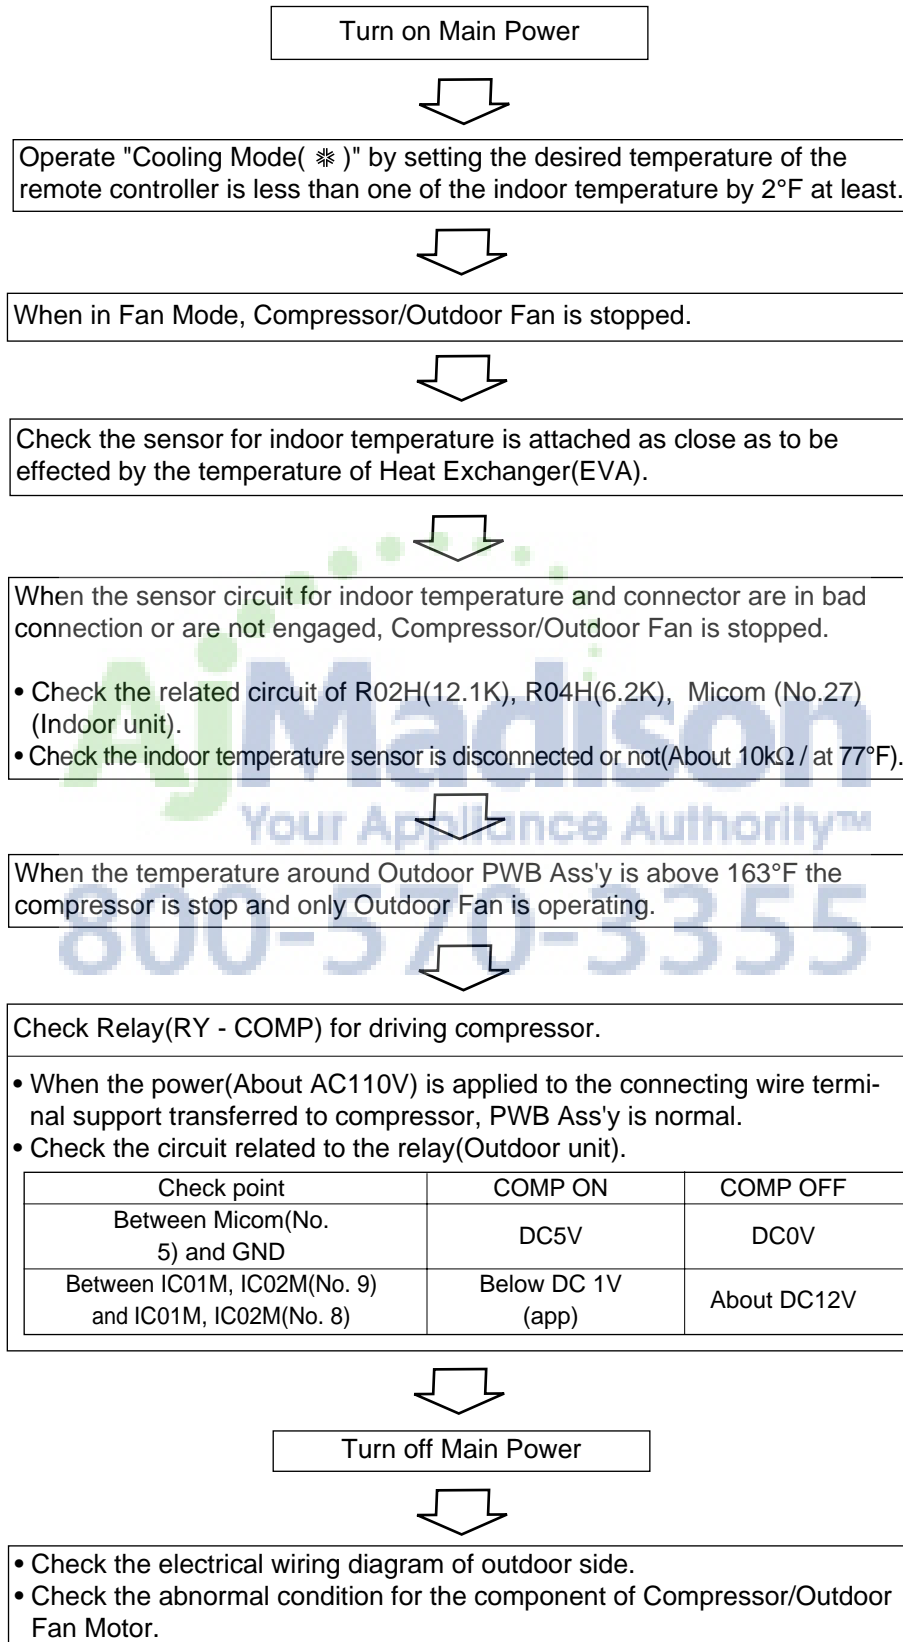 Turn on Main Power
Operate "Cooling Mode( ❋ )" by setting the desired temperature of the
remote controller is less than one of the indoor temperature by 2°F at least.
When in Fan Mode, Compressor/Outdoor Fan is stopped.
Check the sensor for indoor temperature is attached as close as to be
effected by the temperature of Heat Exchanger(EVA).
When the sensor circuit for indoor temperature and connector are in bad
connection or are not engaged, Compressor/Outdoor Fan is stopped.
• Check the related circuit of R02H(12.1K), R04H(6.2K), Micom (No.27)
(Indoor unit).
• Check the indoor temperature sensor is disconnected or not(About 10kΩ / at 77°F).
AjMadison
Your Appliance Authority™
When the temperature around Outdoor PWB Ass'y is above 163°F the
compressor is stop and only Outdoor Fan is operating.
800-570-3355
Check Relay(RY - COMP) for driving compressor.
• When the power(About AC110V) is applied to the connecting wire termi-
nal support transferred to compressor, PWB Ass'y is normal.
• Check the circuit related to the relay(Outdoor unit).
Check point COMP ON COMP OFF
Between Micom(No.
5) and GND DC5V DC0V
Between IC01M, IC02M(No. 9)
and IC01M, IC02M(No. 8) Below DC 1V
(app) About DC12V
Turn off Main Power
• Check the electrical wiring diagram of outdoor side.
• Check the abnormal condition for the component of Compressor/Outdoor
Fan Motor.